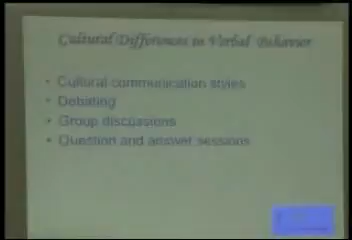 Cultural Differences in Verbal Behavior
• Cultural communication styles
• Debating
• Group discussions
• Question and answer sessions